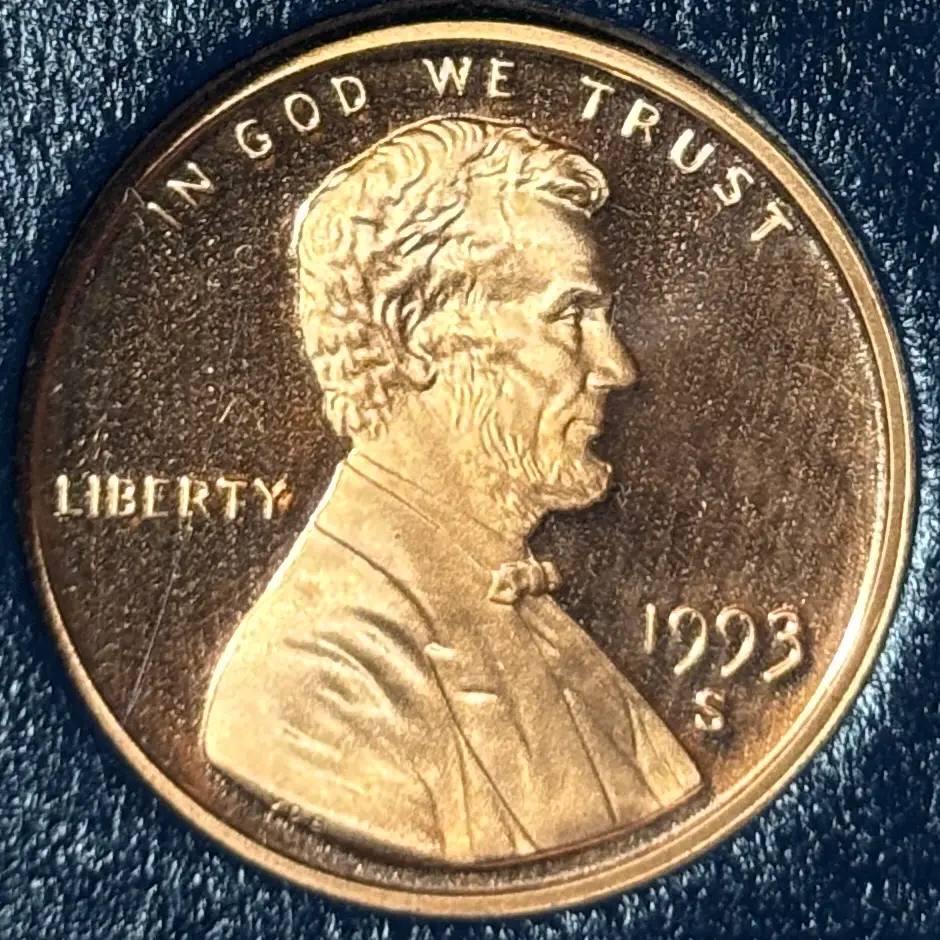 IN GOD WE TRUST
LIBERTY
1993
S